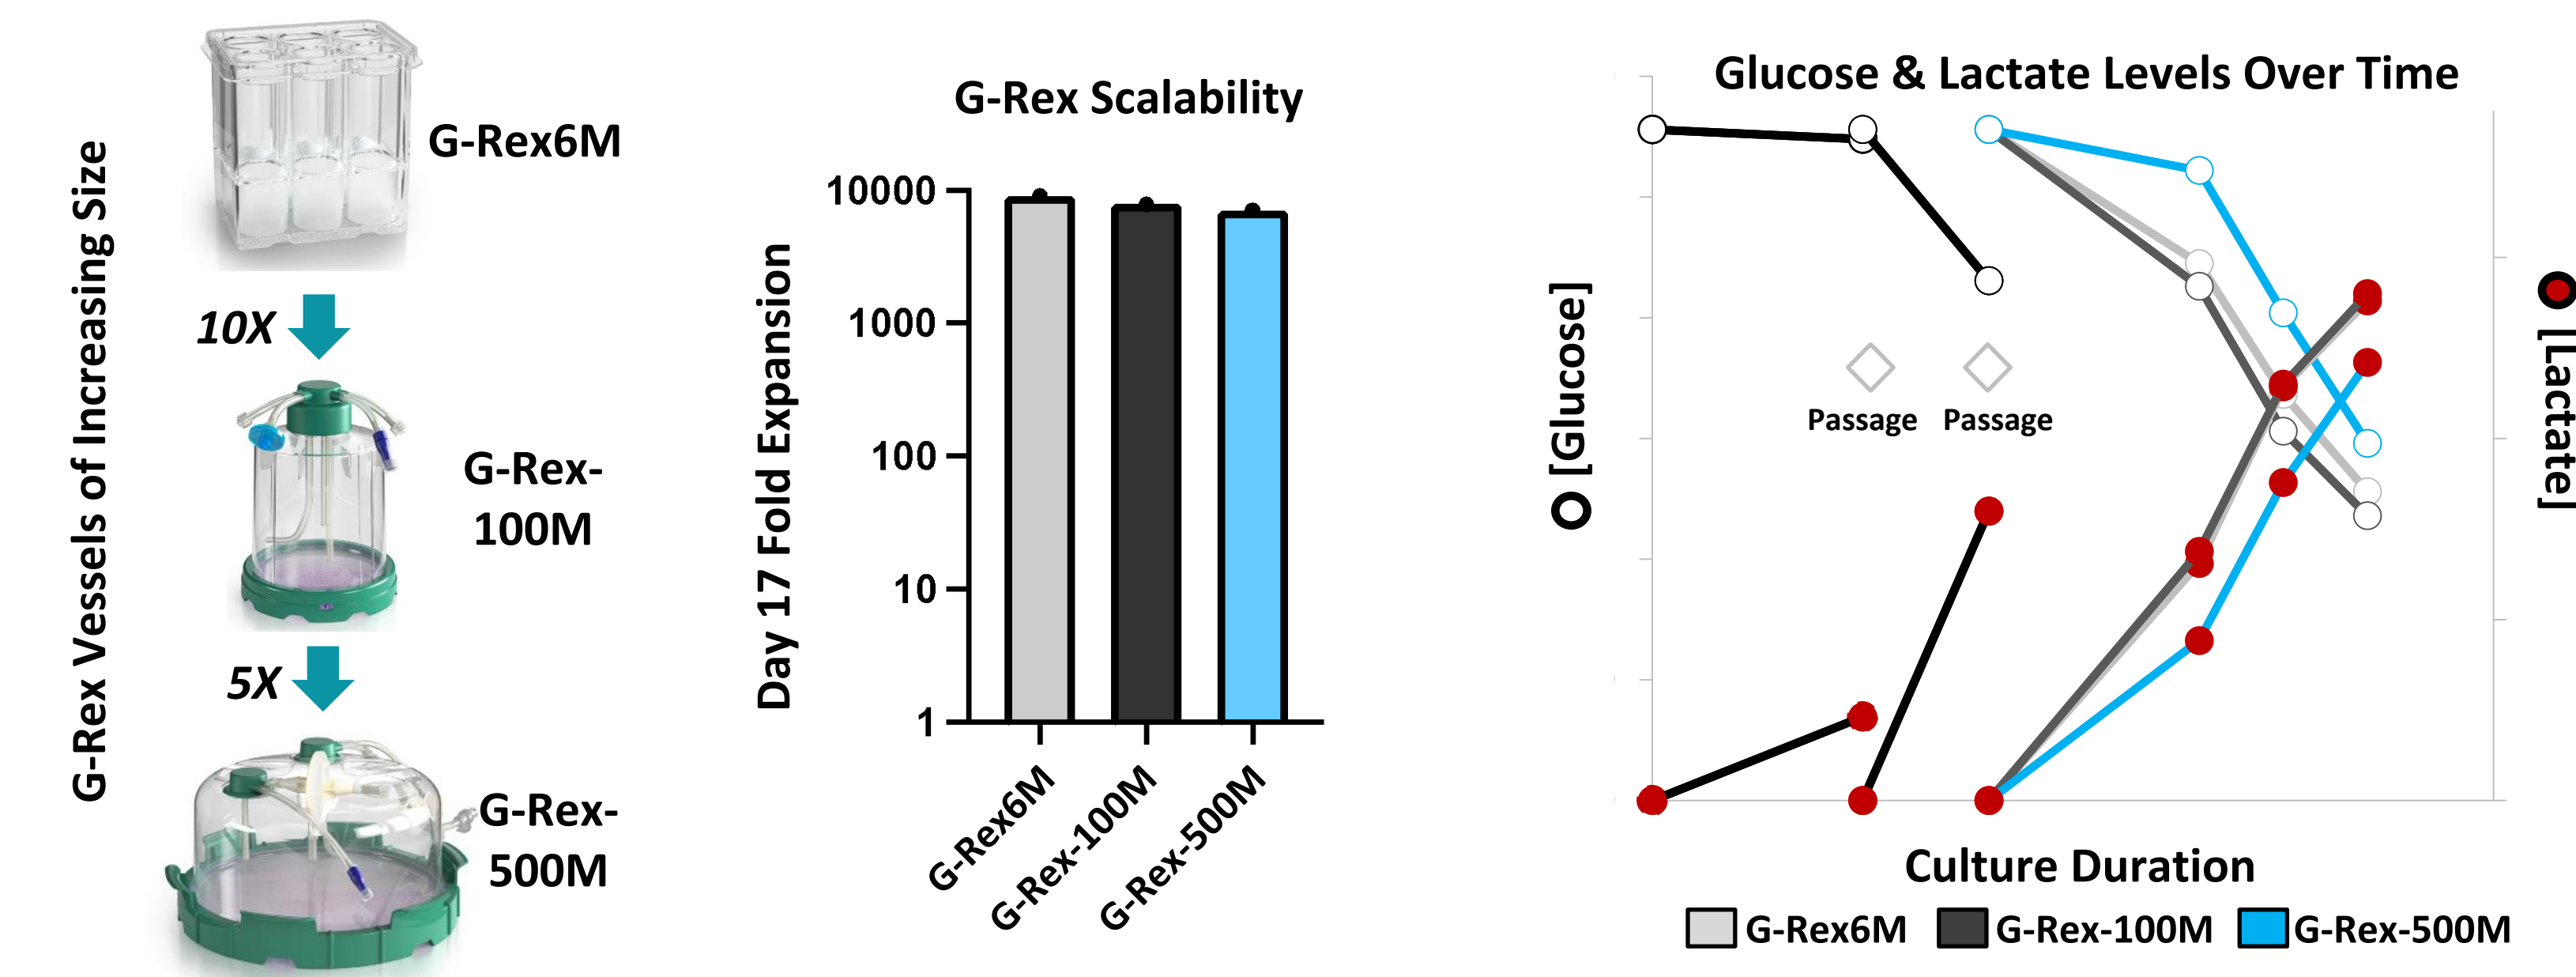 G-Rex Vessels of Increasing Size
G-Rex6M
10X
G-Rex-
100M
5X
G-Rex-
500M
G-Rex Scalability
Day 17 Fold Expansion
10000
1000
100
10
1
G-Rex6M
G-Rex-100M
G-Rex-500M
Glucose & Lactate Levels Over Time
[Glucose]
Passage
Passage
[Lactate]
Culture Duration
G-Rex6M
G-Rex-100M
G-Rex-500M